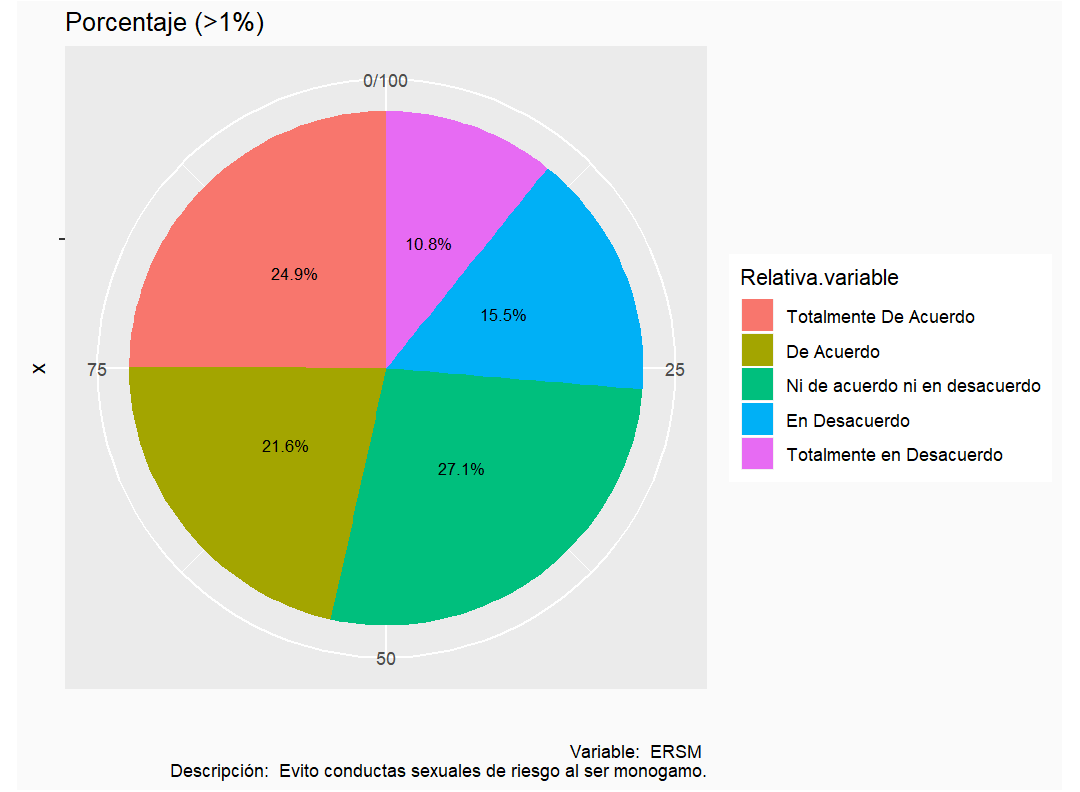 Porcentaje (>1%)
0/100
10.8%
24.9%
15.5%
x
75
25
21.6%
27.1%
50
Relativa.variable
Totalmente De Acuerdo
De Acuerdo
Ni de acuerdo ni en desacuerdo
En Desacuerdo
Totalmente en Desacuerdo
Variable:  ERSM
Descripción:  Evito conductas sexuales de riesgo al ser monogamo.